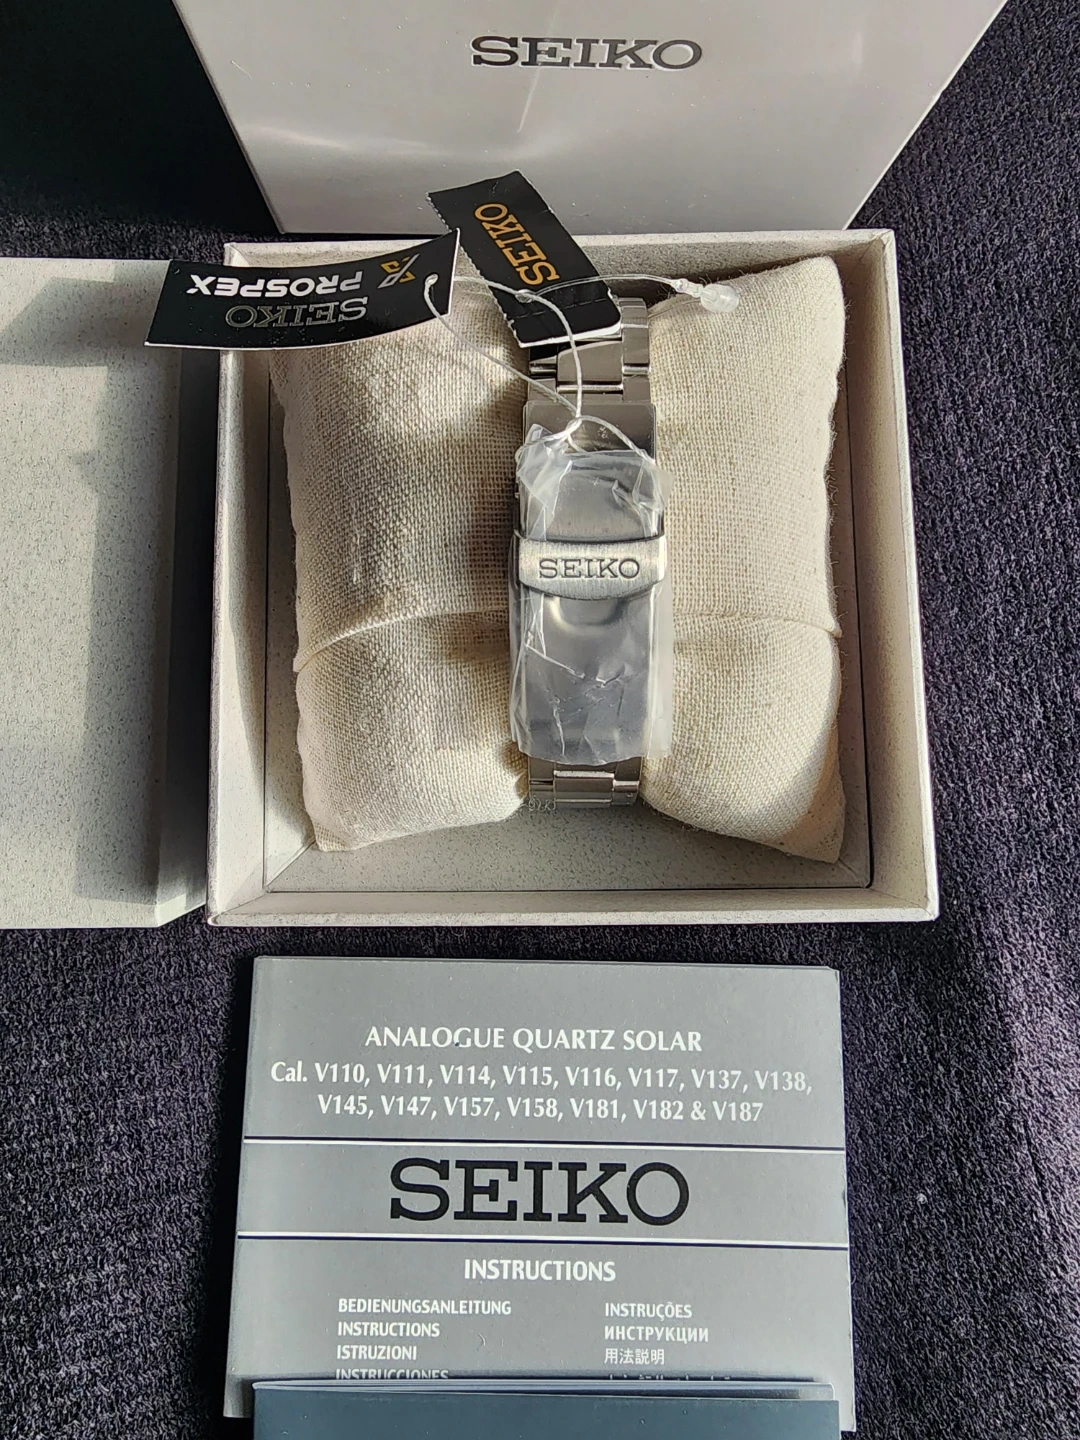 SEIKO
SEIKO
SEIKO
PROSPEX
SEIKO
ANALOGUE QUARTZ SOLAR
Cal. V110, V111, V114, V115, V116, V117, V137, V138,
V145, V147, V157, V158, V181, V182 & V187
SEIKO
INSTRUCTIONS
BEDIENUNGSANLEITUNG
INSTRUCTIONS
ISTRUZIONI
INSTRUCCIONES
INSTRUÇÕES
ИНСТРУКЦИИ
用法説明